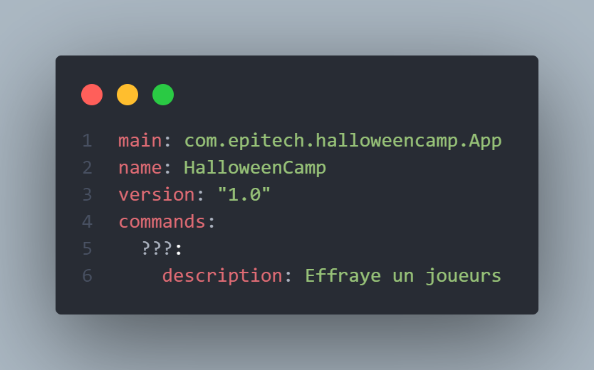 1 main: com.epitech.halloweencamp.App
2 name: HalloweenCamp
3 version: "1.0"
4 commands:
5 ???:
6 description: Effraye un joueurs